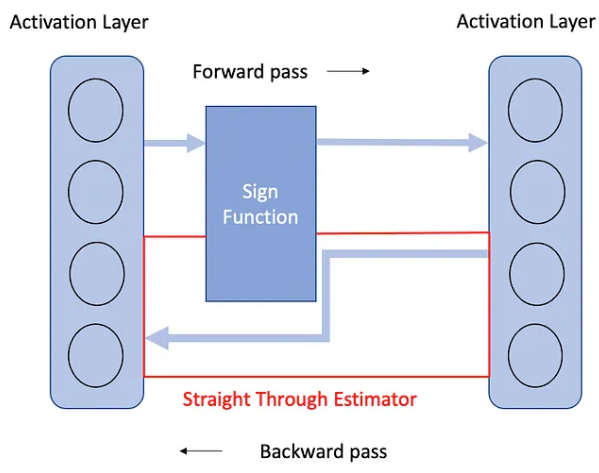 Activation Layer
Activation Layer
Forward pass
Sign
Function
Straight Through Estimator
Backward pass